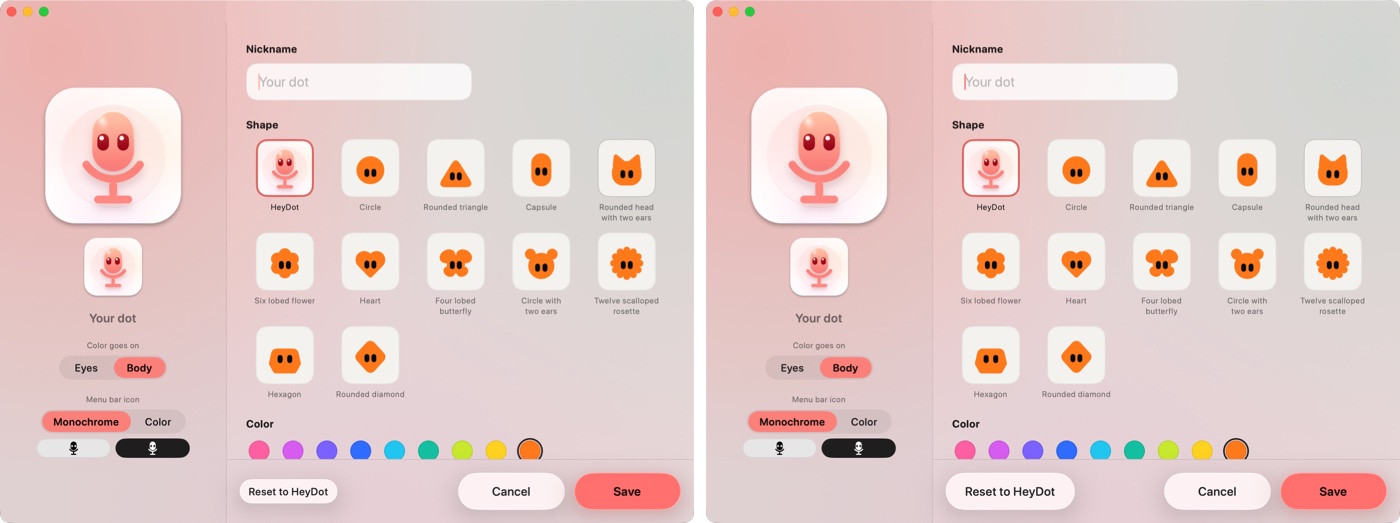 Nickname
Your dot
Shape
HeyDot
Circle
Rounded triangle
Capsule
Rounded head
with two ears
Six lobed flower
Heart
Four lobed
butterfly
Circle with
two ears
Twelve scalloped
rosette
Hexagon
Rounded diamond
Your dot
Color goes on
Eyes
Body
Menu bar icon
Monochrome
Color
Color
Reset to HeyDot
Cancel
Save
Nickname
Your dot
Shape
HeyDot
Circle
Rounded triangle
Capsule
Rounded head
with two ears
Six lobed flower
Heart
Four lobed
butterfly
Circle with
two ears
Twelve scalloped
rosette
Hexagon
Rounded diamond
Your dot
Color goes on
Eyes
Body
Menu bar icon
Monochrome
Color
Color
Reset to HeyDot
Cancel
Save